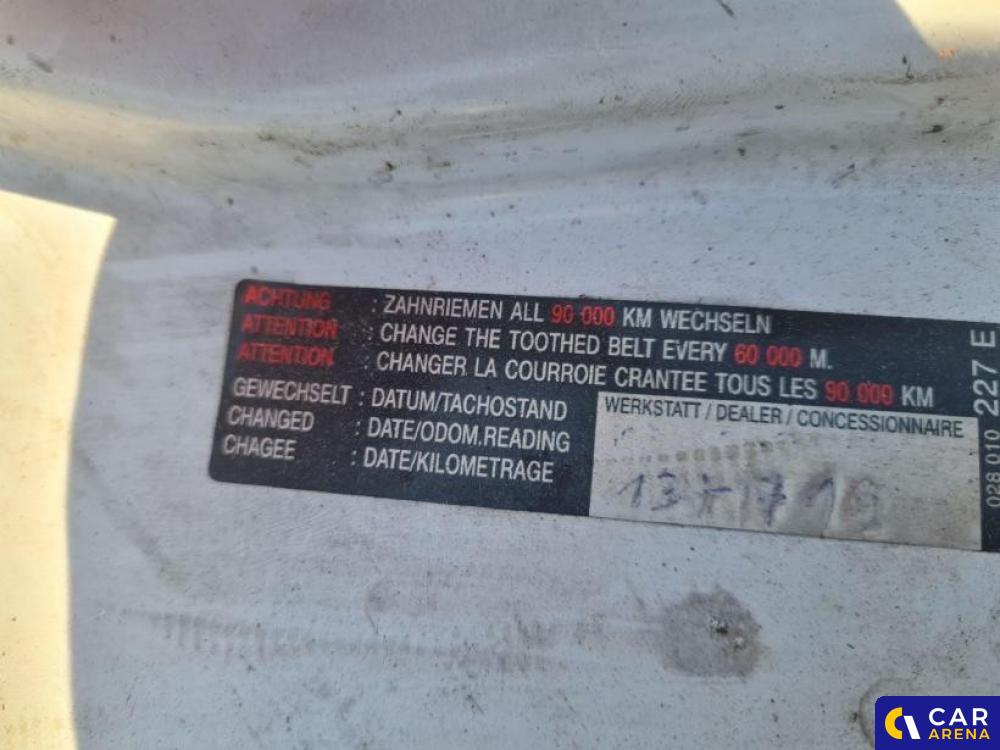 ACHTUNG : ZAHNRIEMEN ALL 90 000 KM WECHSELN
ATTENTION : CHANGE THE TOOTHED BELT EVERY 60 000 M.
ATTENTION : CHANGER LA COURROIE CRANTEE TOUS LES 90 000 KM
GEWECHSELT : DATUM/TACHOSTAND
CHANGED : DATE/ODOM.READING
CHAGEE : DATE/KILOMETRAGE
WERKSTATT / DEALER / CONCESSIONNAIRE
028 010 227 E
CAR
ARENA